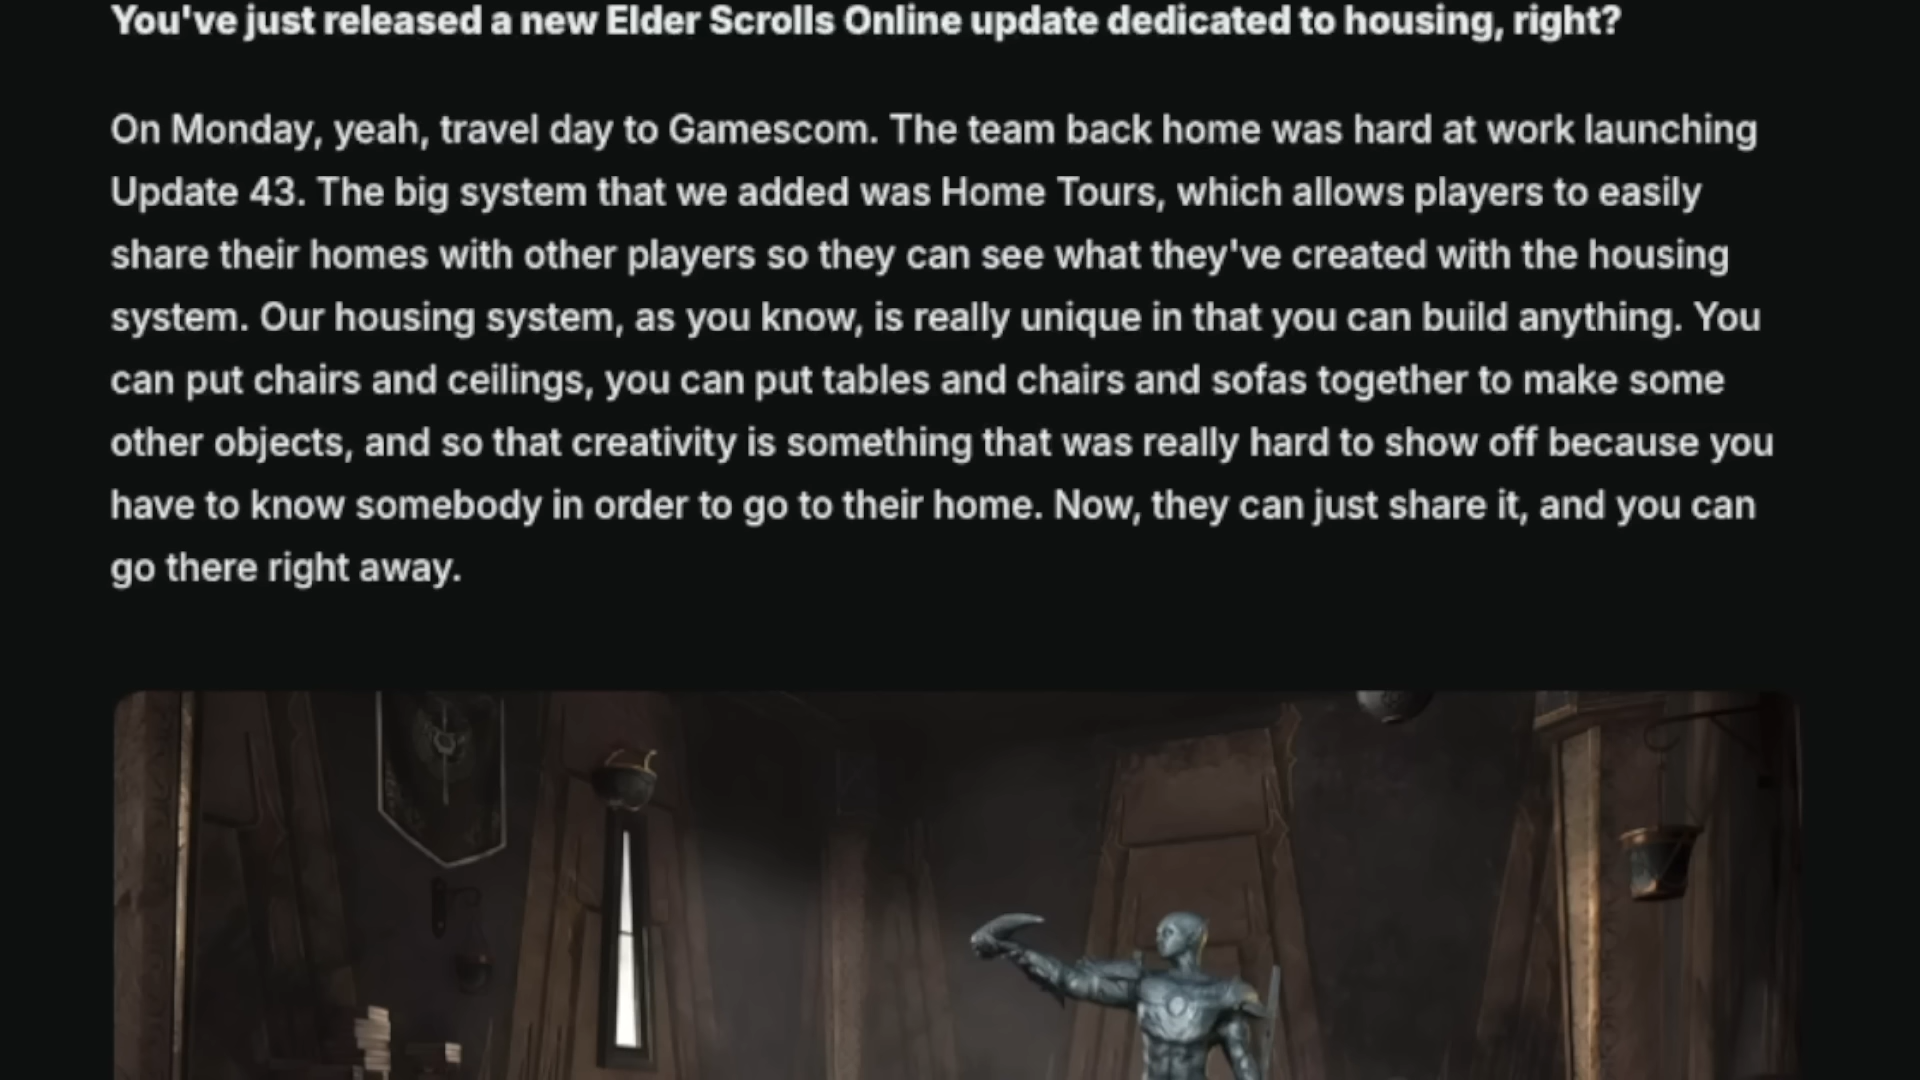 You've just released a new Elder Scrolls Online update dedicated to housing, right?
On Monday, yeah, travel day to Gamescom. The team back home was hard at work launching
Update 43. The big system that we added was Home Tours, which allows players to easily
share their homes with other players so they can see what they've created with the housing
system. Our housing system, as you know, is really unique in that you can build anything. You
can put chairs and ceilings, you can put tables and chairs and sofas together to make some
other objects, and so that creativity is something that was really hard to show off because you
have to know somebody in order to go to their home. Now, they can just share it, and you can
go there right away.